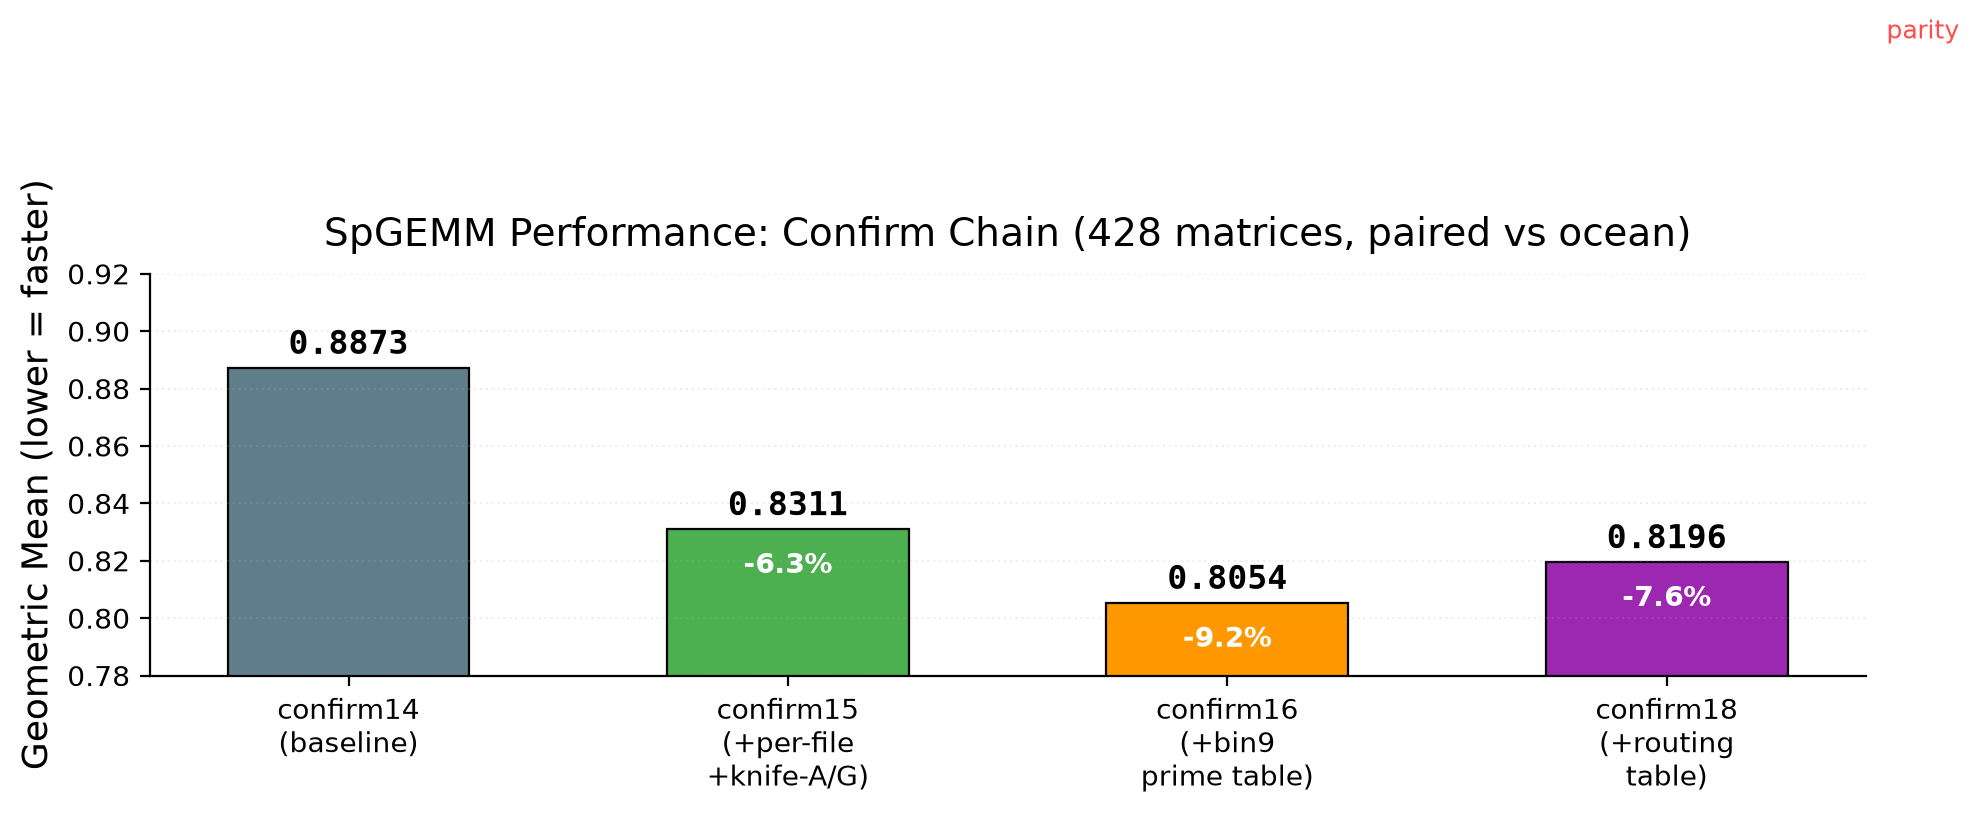 parity
SpGEMM Performance: Confirm Chain (428 matrices, paired vs ocean)
Geometric Mean (lower = faster)
0.92
0.90
0.88
0.86
0.84
0.82
0.80
0.78
0.8873
0.8311
-6.3%
0.8054
-9.2%
0.8196
-7.6%
confirm14
(baseline)
confirm15
(+per-file
+knife-A/G)
confirm16
(+bin9
prime table)
confirm18
(+routing
table)